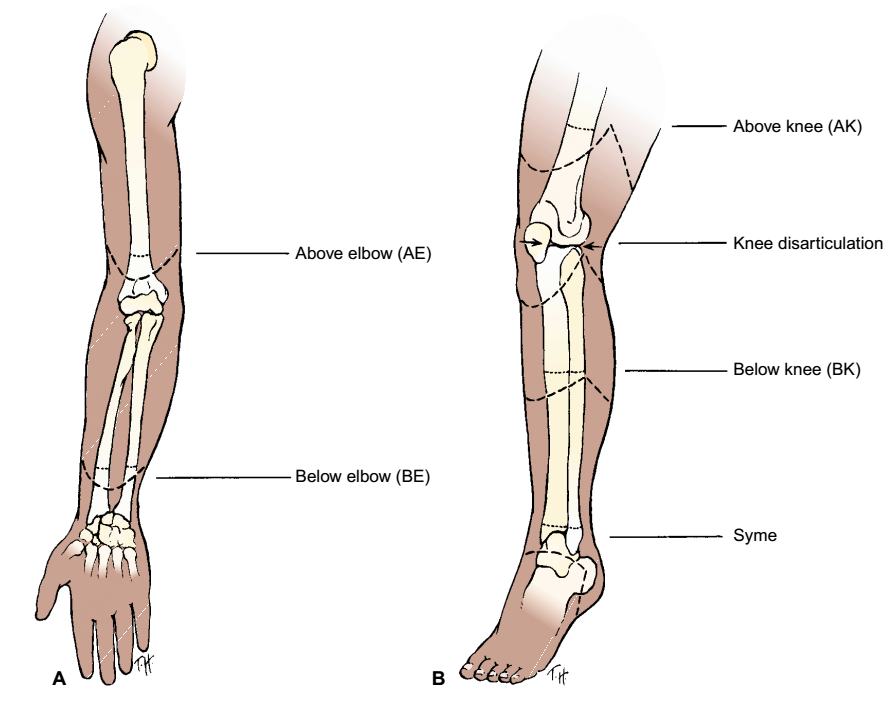 Above elbow (AE)
Below elbow (BE)
A
T.H
Above knee (AK)
Knee disarticulation
Below knee (BK)
Syme
B
T.H